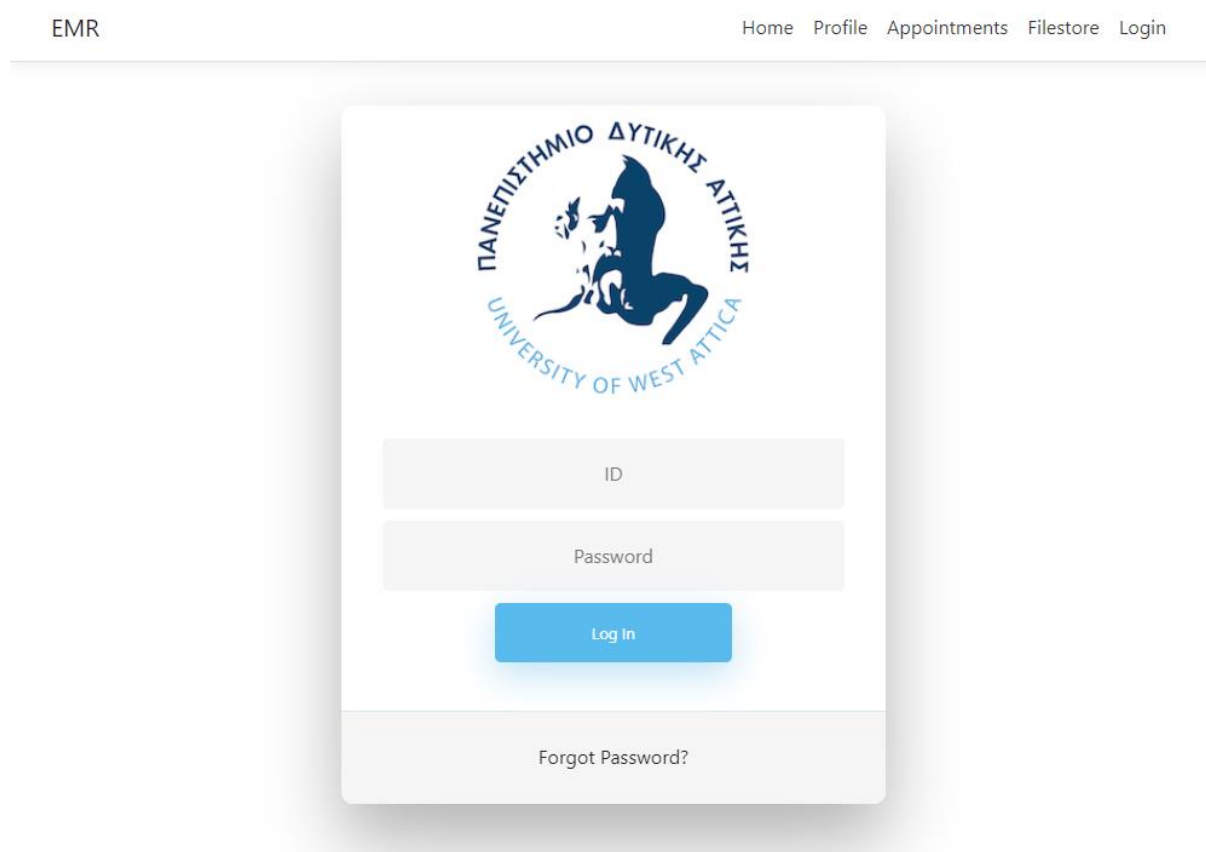 EMR
Home Profile Appointments Filestore Login
ΠΑΝΕΠΙΣΤΗΜΙΟ ΔΥΤΙΚΗΣ ΑΤΤΙΚΗΣ
UNIVERSITY OF WEST ATTICA
ID
Password
Log In
Forgot Password?